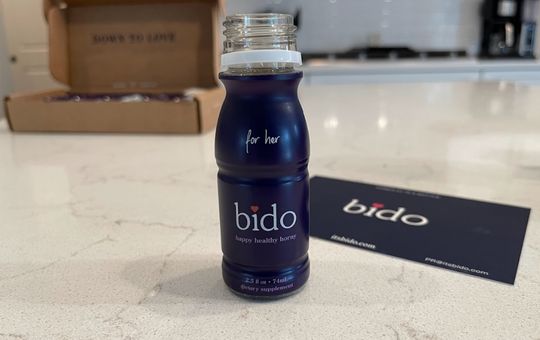 DOWN TO LOVE
for her
bido
happy healthy horny
2.5 fl oz • 74mL
dietary supplement
bido
itsbido.com
PR@itsbido.com